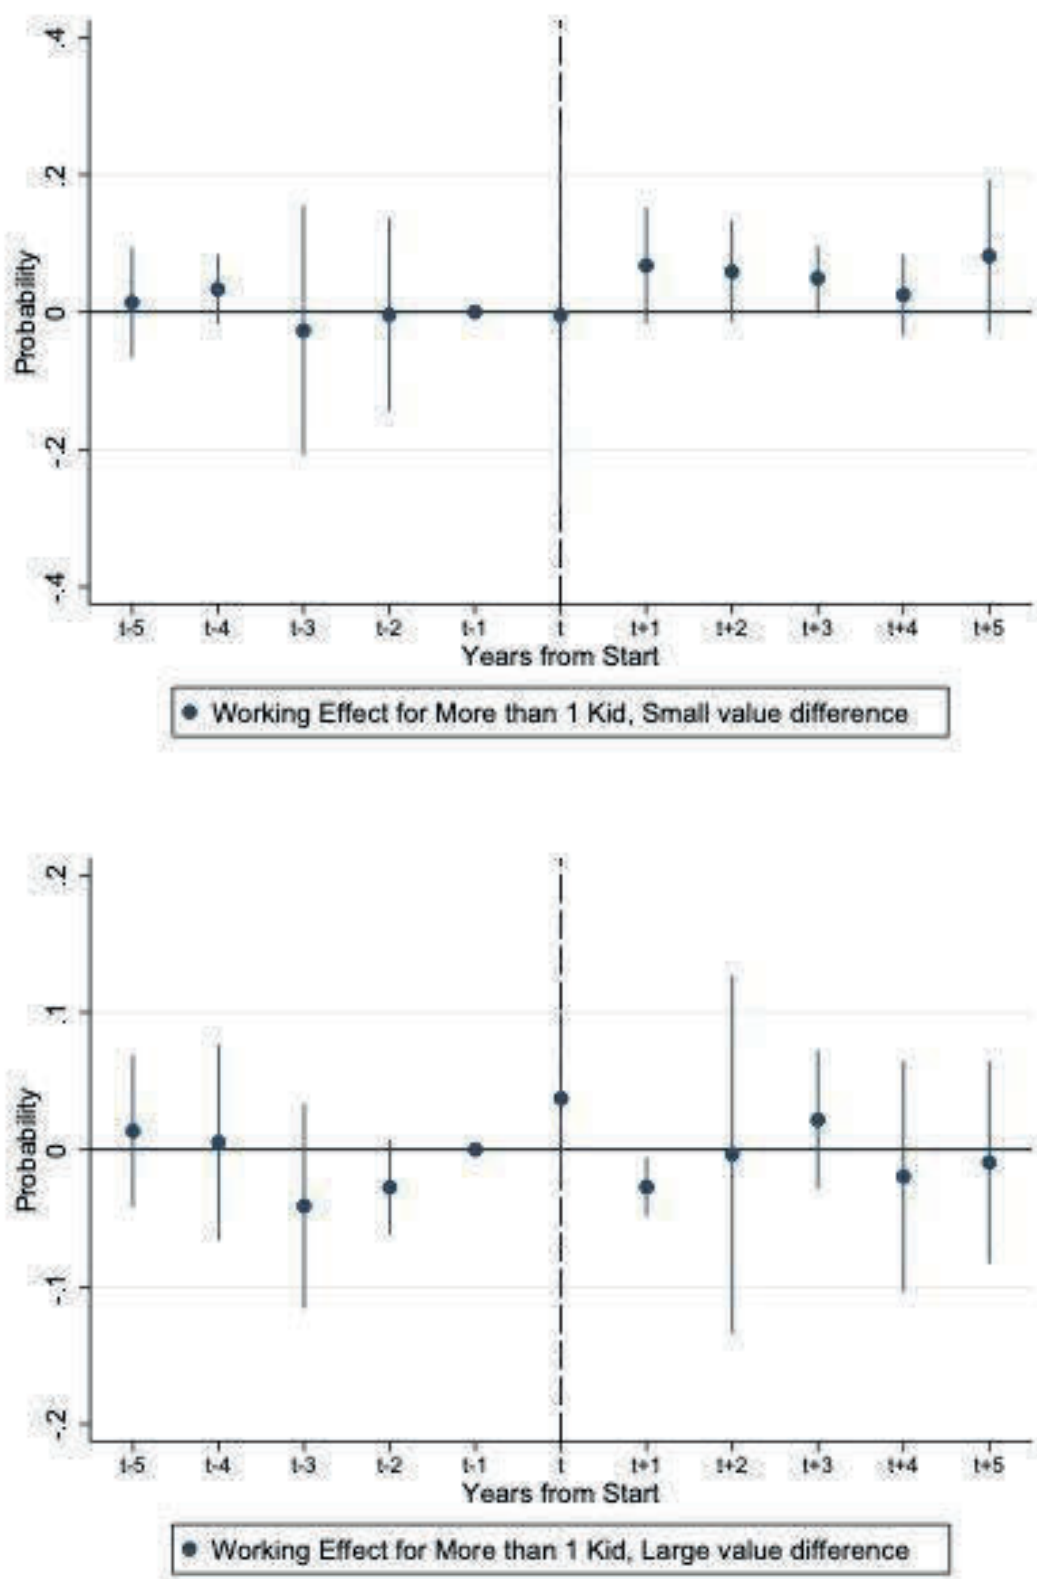 .4
.2
0
-.2
-.4
Probability
t-5 t-4 t-3 t-2 t-1 t t+1 t+2 t+3 t+4 t+5
Years from Start
Working Effect for More than 1 Kid, Small value difference
.2
.1
0
-.1
-.2
Probability
t-5 t-4 t-3 t-2 t-1 t t+1 t+2 t+3 t+4 t+5
Years from Start
Working Effect for More than 1 Kid, Large value difference